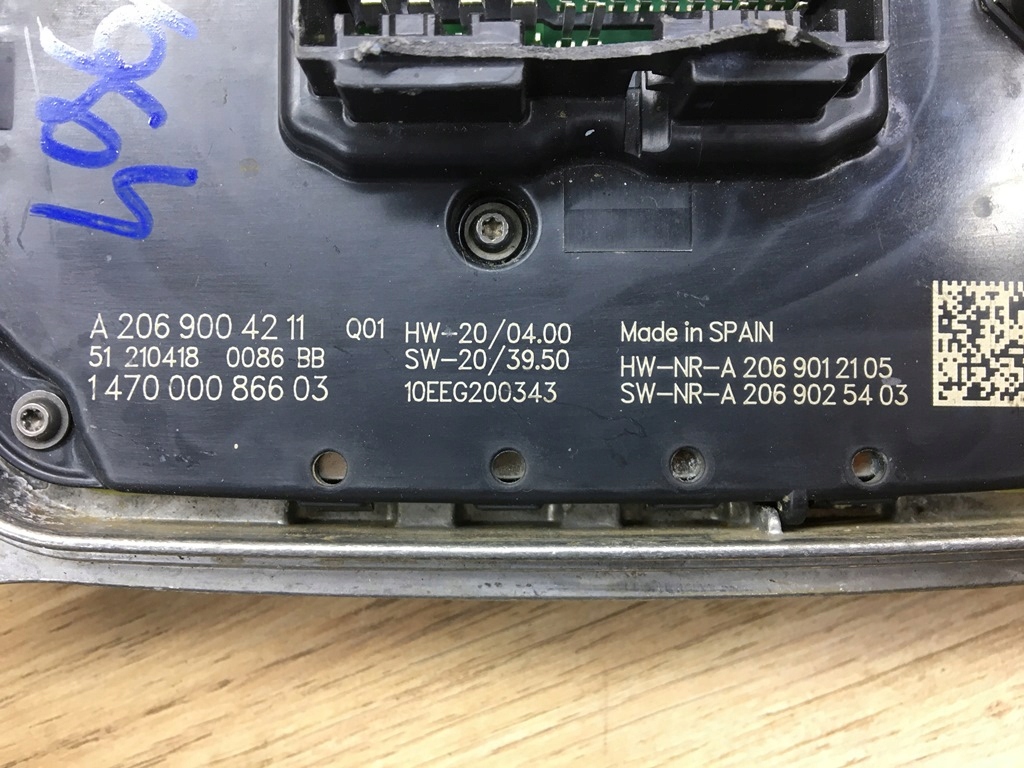 A 206 900 42 11 Q01
51 210418 0086 BB
1 470 000 866 03
HW-20/04.00
SW-20/39.50
10EEG200343
Made in SPAIN
HW-NR-A 206 901 21 05
SW-NR-A 206 902 54 03